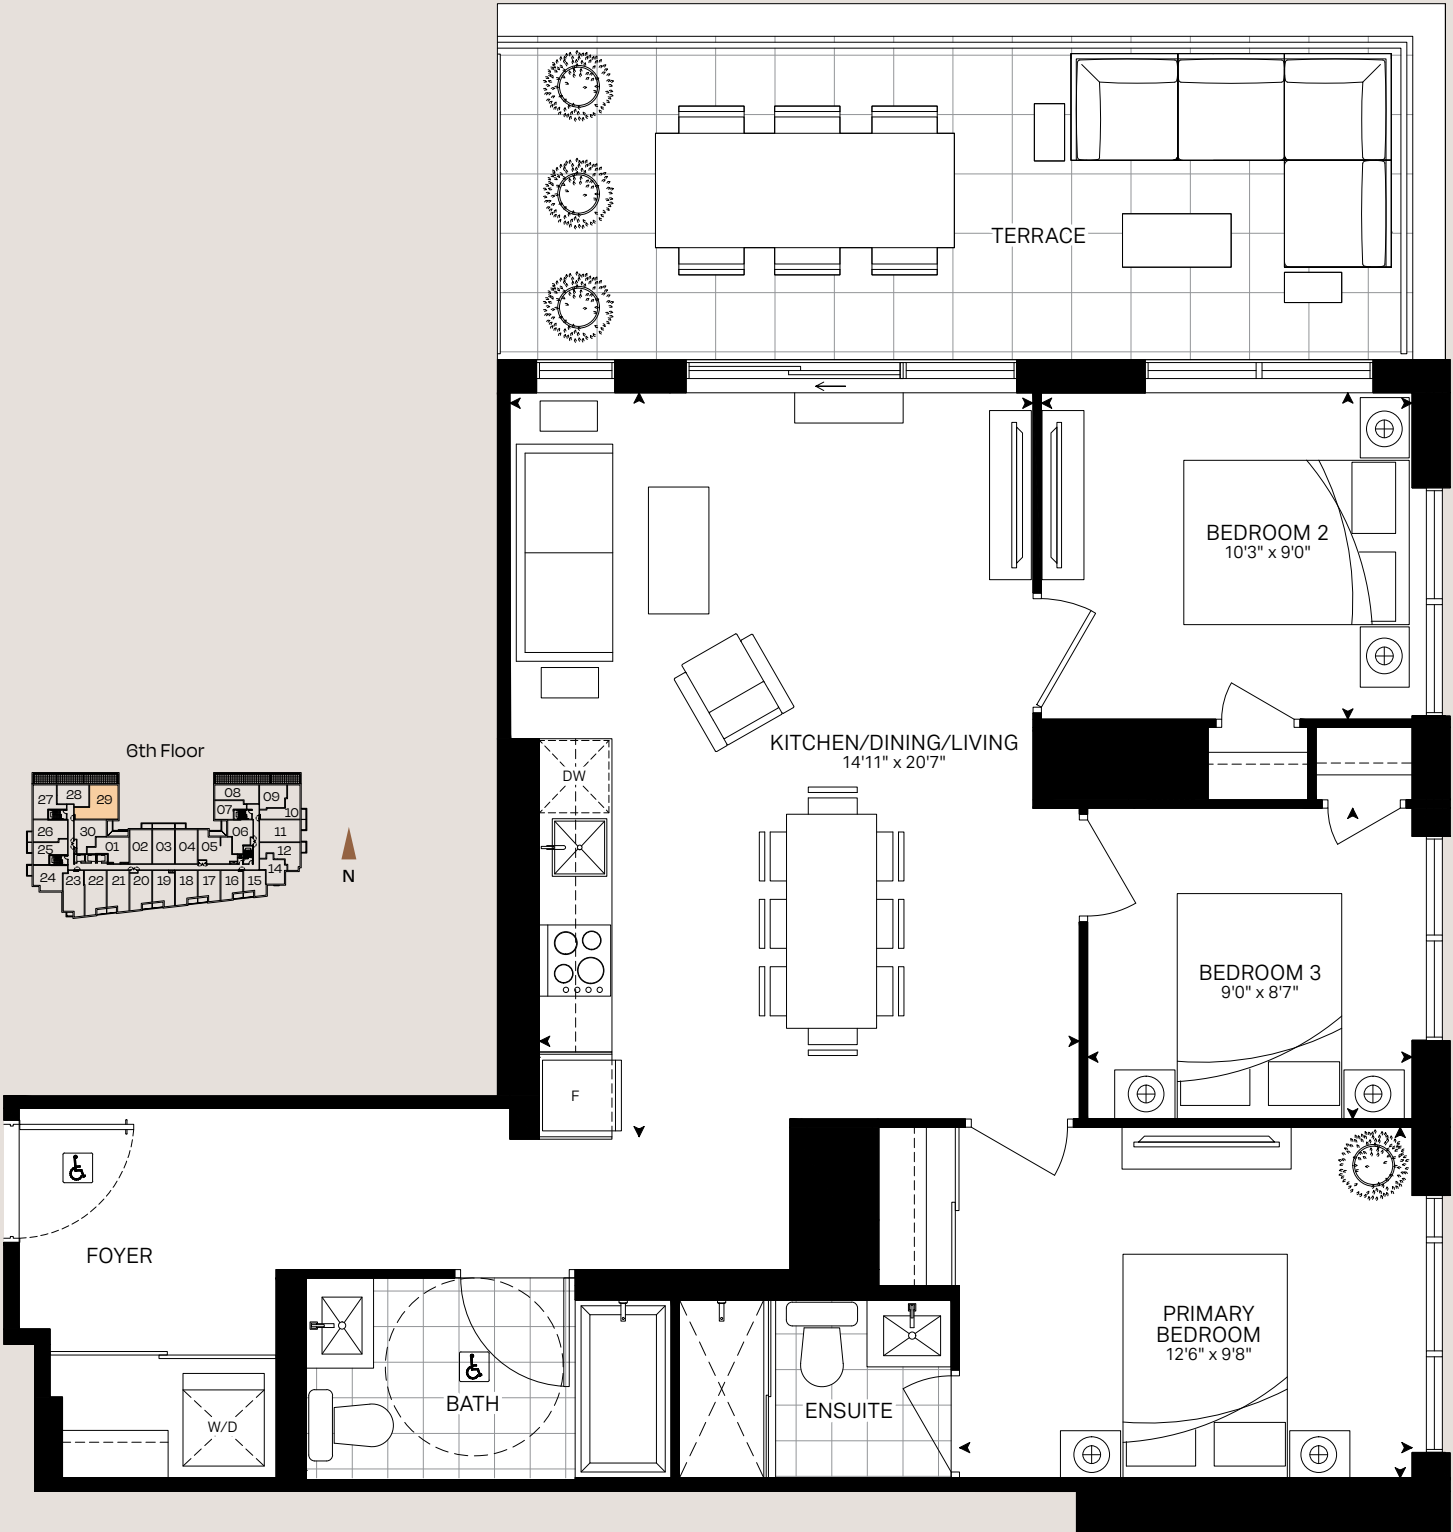 TERRACE
BEDROOM 2
10'3" x 9'0"
KITCHEN/DINING/LIVING
14'11" x 20'7"
DW
6th Floor
27 28 29
26 30
25
24
23 22 21 20 19 18 17 16 15
01 02 03 04 05
08 09
07 10
06 11
12
14
N
BEDROOM 3
9'0" x 8'7"
F
FOYER
PRIMARY
BEDROOM
12'6" x 9'8"
BATH
ENSUITE
W/D